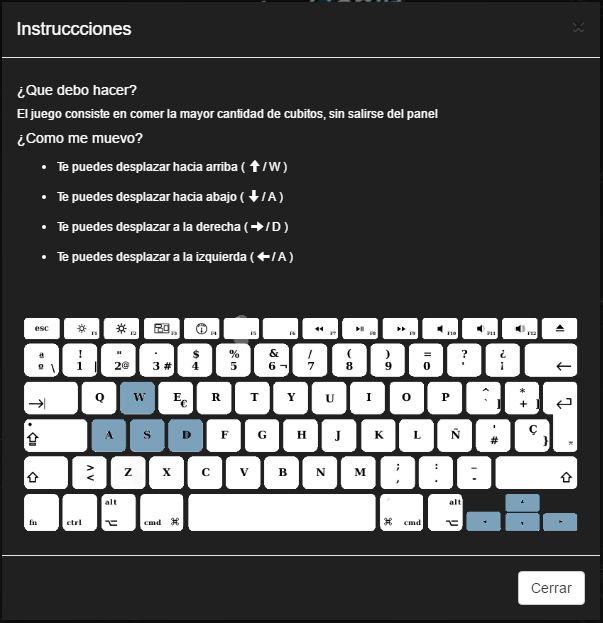 Instruccciones
¿Que debo hacer?
El juego consiste en comer la mayor cantidad de cubitos, sin salirse del panel
¿Como me muevo?
• Te puedes desplazar hacia arriba ( ↑ / W )
• Te puedes desplazar hacia abajo ( ↓ / A )
• Te puedes desplazar a la derecha ( → / D )
• Te puedes desplazar a la izquierda ( ← / A )
esc F1 F2 F3 F4 F5 F6 F7 F8 F9 F10 F11 F12
ª º \ ! 1 | " 2@ · 3 # $ 4 % 5 & 6 ¬ / 7 ( 8 ) 9 = 0 ? ' ¿ ¡ ←
Q W E € R T Y U I O P ^ ` [ * + ]
A S D F G H J K L Ñ ¨ ´ Ç }
> < Z X C V B N M ; , : . _ -
fn ctrl alt ⌥ cmd ⌘ ⌘ cmd alt ⌥
Cerrar